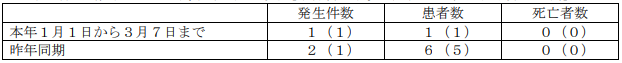 発生件数 患者数 死亡者数
本年１月１日から３月７日まで １（１） １（１） ０（０）
昨年同期 ２（１） ６（５） ０（０）